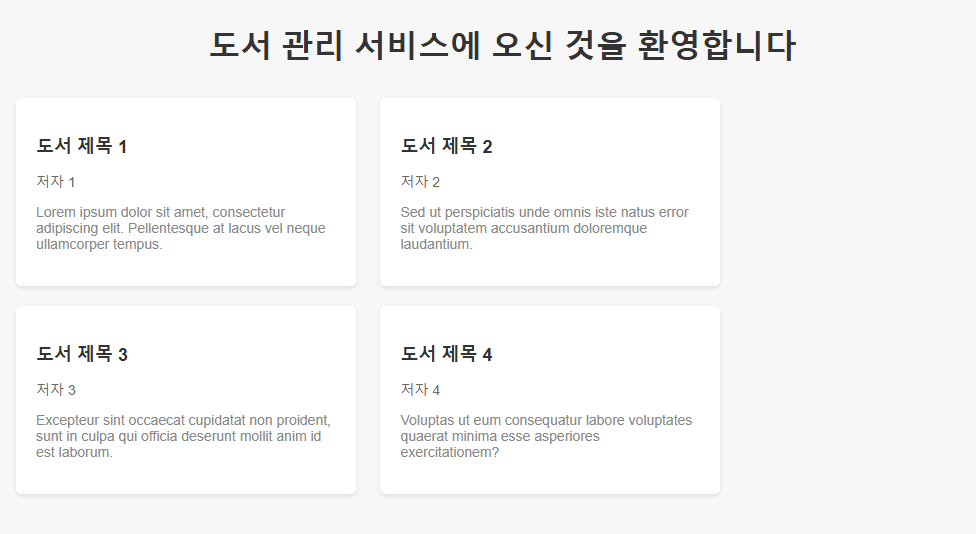 도서 관리 서비스에 오신 것을 환영합니다
도서 제목 1
저자 1
Lorem ipsum dolor sit amet, consectetur
adipiscing elit. Pellentesque at lacus vel neque
ullamcorper tempus.
도서 제목 2
저자 2
Sed ut perspiciatis unde omnis iste natus error
sit voluptatem accusantium doloremque
laudantium.
도서 제목 3
저자 3
Excepteur sint occaecat cupidatat non proident,
sunt in culpa qui officia deserunt mollit anim id
est laborum.
도서 제목 4
저자 4
Voluptas ut eum consequatur labore voluptates
quaerat minima esse asperiores
exercitationem?